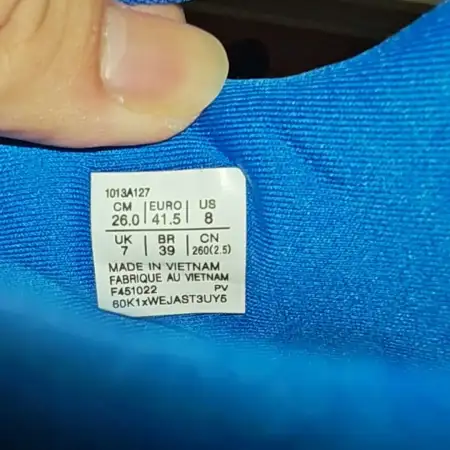 1013A127
CM EURO US
26.0 41.5 8
UK BR CN
7 39 260(2.5)
MADE IN VIETNAM
FABRIQUE AU VIETNAM
F451022 PV
60K1xWEJAST3UY5